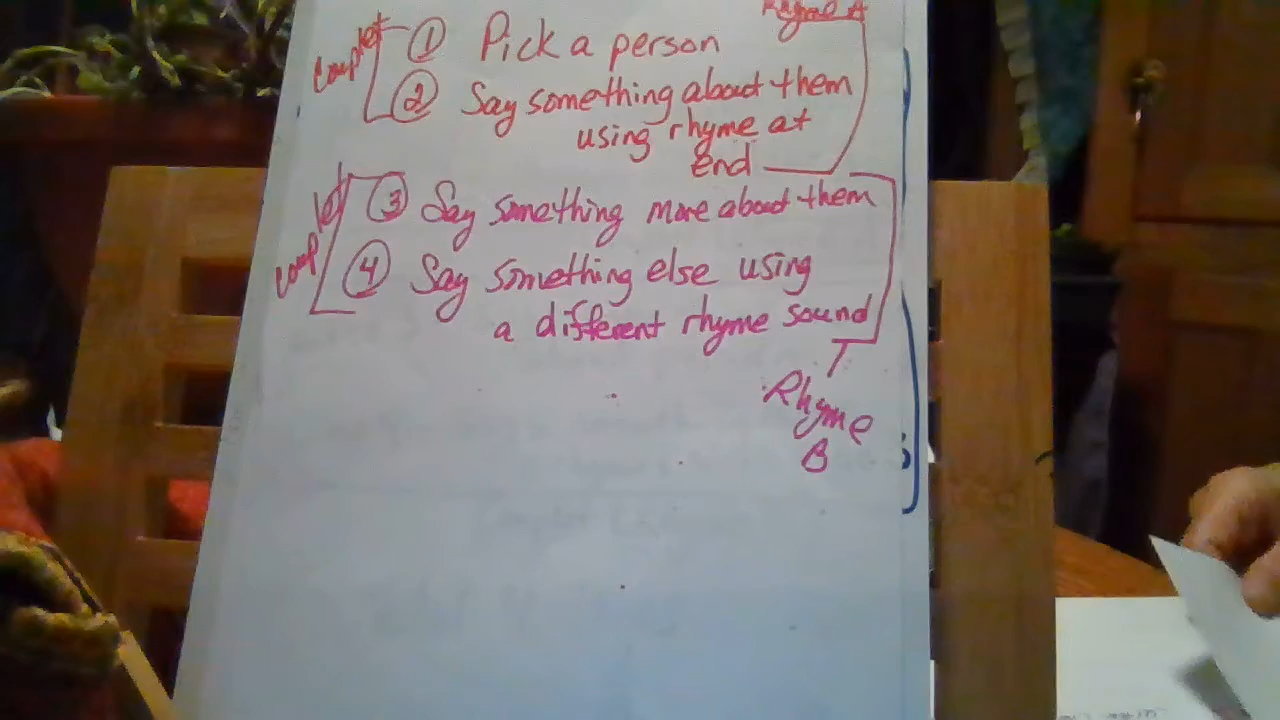 Rhyme A
couplet
① Pick a person
② Say something about them
using rhyme at
end
couplet
③ Say something more about them
④ Say something else using
a different rhyme sound
Rhyme
B